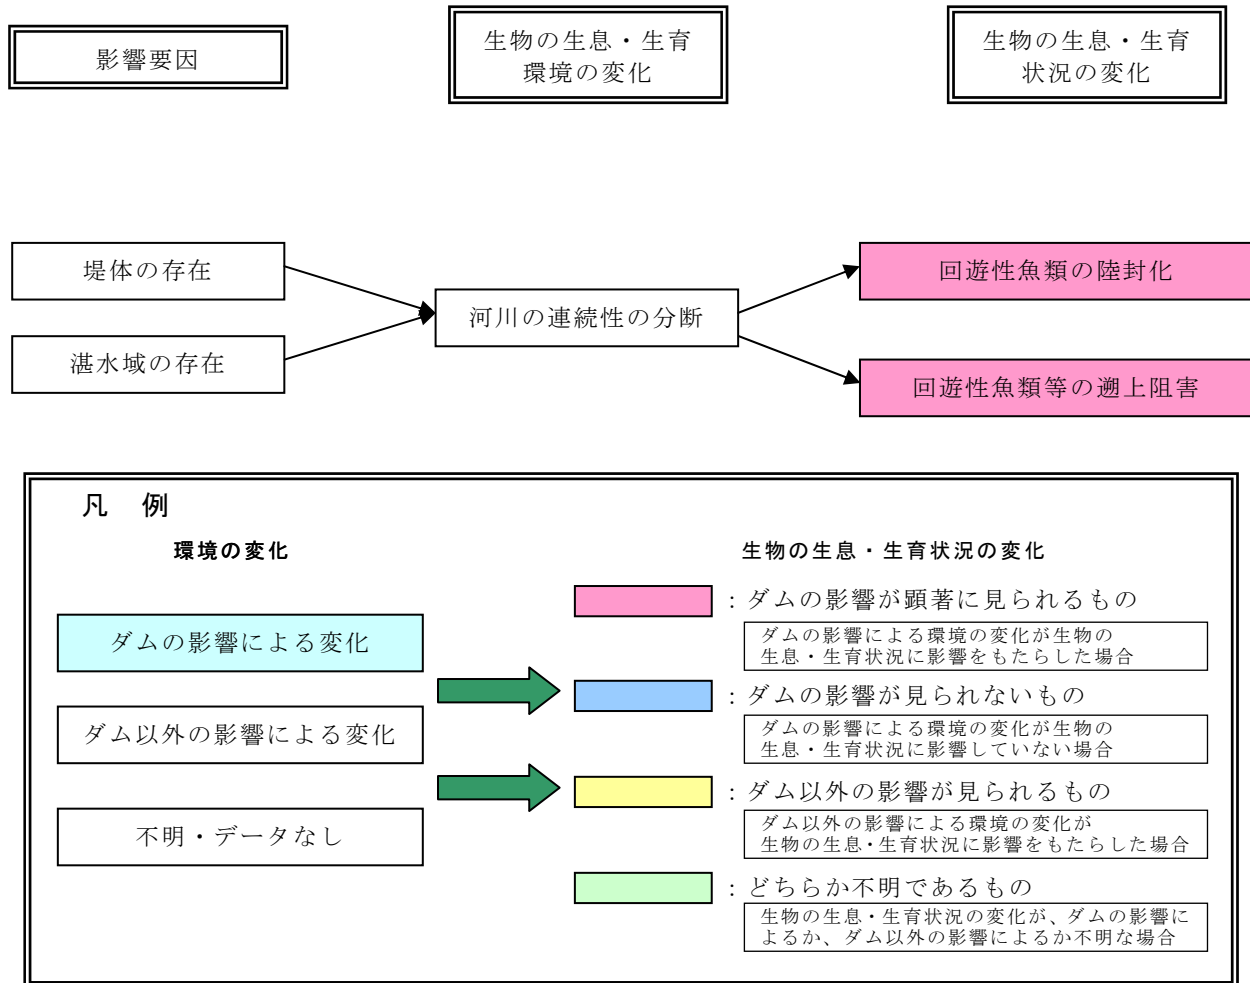 影響要因
生物の生息・生育
環境の変化
生物の生息・生育
状況の変化
堤体の存在
湛水域の存在
河川の連続性の分断
回遊性魚類の陸封化
回遊性魚類等の遡上阻害
凡 例
環境の変化
ダムの影響による変化
ダム以外の影響による変化
不明・データなし
生物の生息・生育状況の変化
：ダムの影響が顕著に見られるもの
ダムの影響による環境の変化が生物の
生息・生育状況に影響をもたらした場合
：ダムの影響が見られないもの
ダムの影響による環境の変化が生物の
生息・生育状況に影響していない場合
：ダム以外の影響が見られるもの
ダム以外の影響による環境の変化が
生物の生息・生育状況に影響をもたらした場合
：どちらか不明であるもの
生物の生息・生育状況の変化が、ダムの影響に
よるか、ダム以外の影響によるか不明な場合